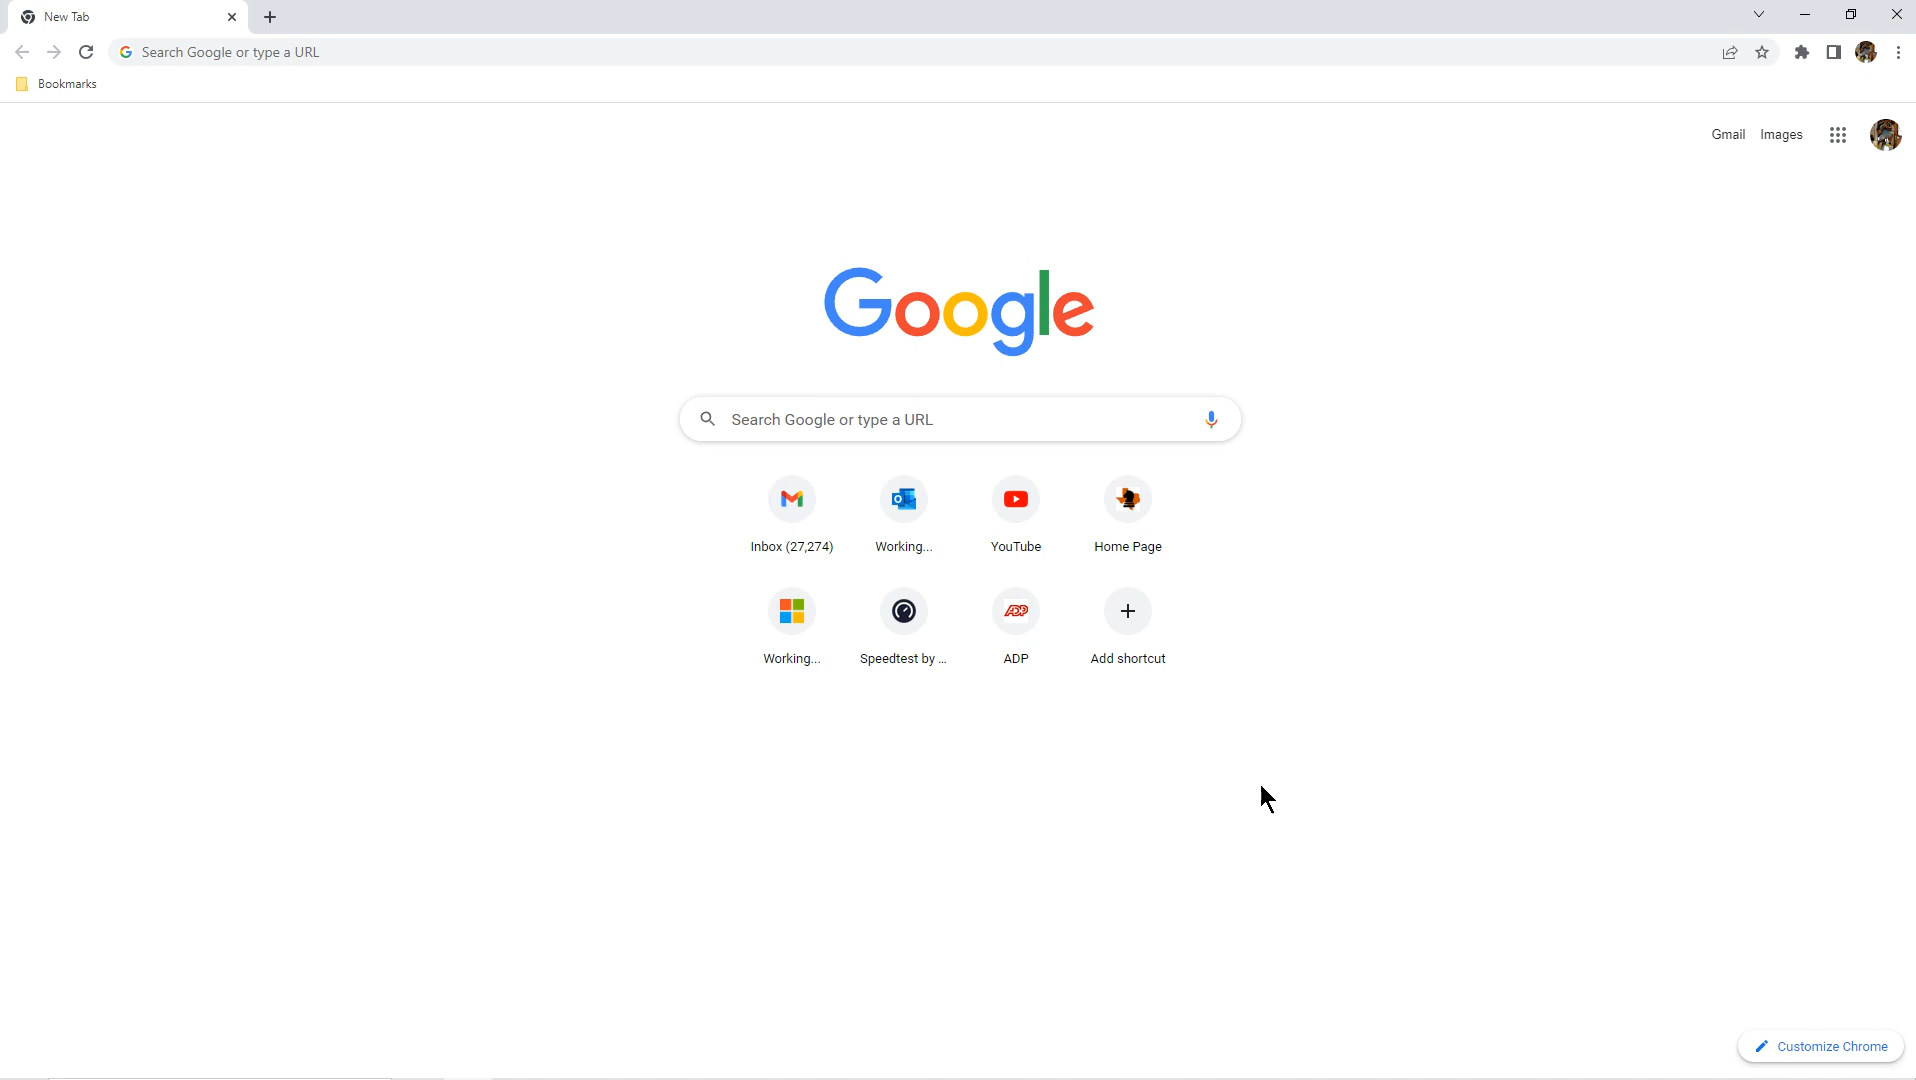 New Tab
Search Google or type a URL
Bookmarks
Gmail Images
Google
Search Google or type a URL
Inbox (27,274) Working... YouTube Home Page
ADP
Working... Speedtest by ... ADP Add shortcut
Customize Chrome